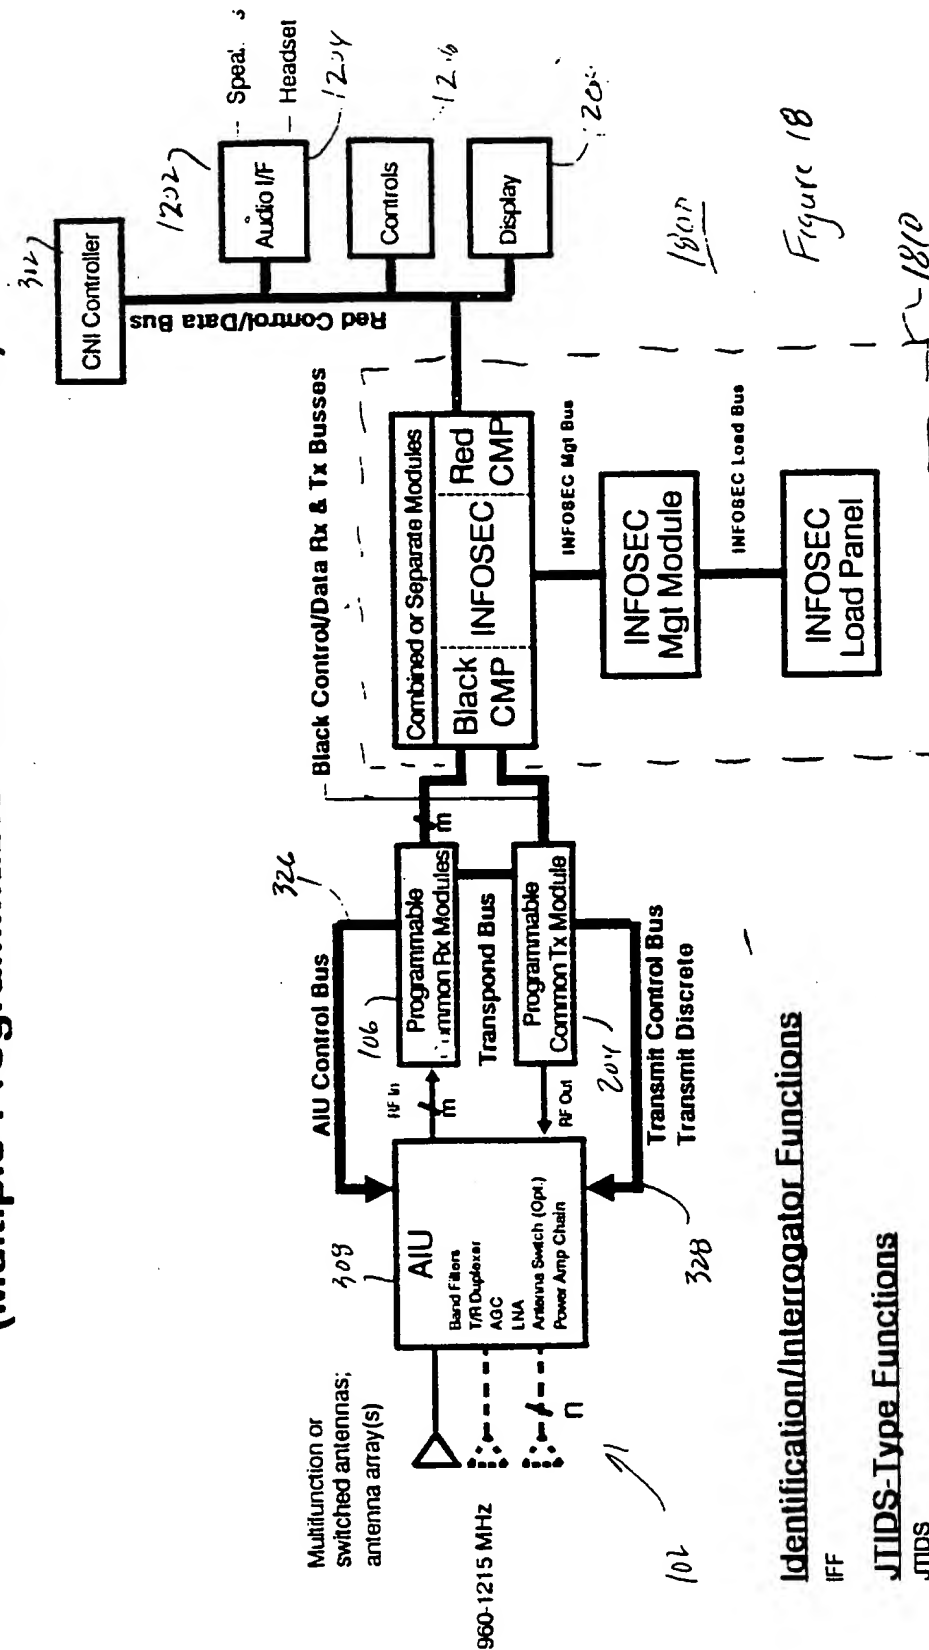 Multifunction or
switched antennas;
antenna array(s)
960-1215 MHz
n
102
308
AIU
Band Filters
T/R Duplexer
AGC
LNA
Antenna Switch (Opt.)
Power Amp Chain
AIU Control Bus
326
RF In
m
106
Programmable
Common Rx Modules
m
Transpond Bus
RF Out
204
Programmable
Common Tx Module
Transmit Control Bus
Transmit Discrete
328
Black Control/Data Rx & Tx Busses
Combined or Separate Modules
Black
CMP
INFOSEC
Red
CMP
INFOSEC Mgt Bus
INFOSEC
Mgt Module
INFOSEC Load Bus
INFOSEC
Load Panel
Red Control/Data Bus
312
CNI Controller
1202
Audio I/F
Headset
1204
Controls
Display
Figure 18
1810
Identification/Interrogator Functions
IFF
JTIDS-Type Functions
JTIDS